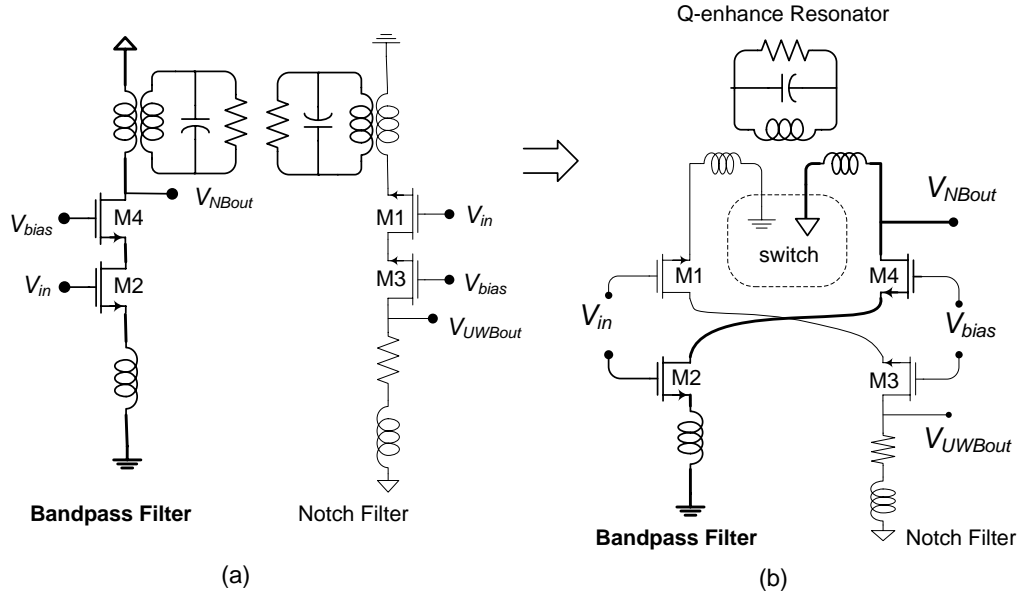 Q-enhance Resonator
V_NBout
V_bias
M4
V_in
M2
M1
V_in
M3
V_bias
V_UWBout
Bandpass Filter
Notch Filter
(a)
V_NBout
switch
M1
M4
V_in
V_bias
M2
M3
V_UWBout
Bandpass Filter
Notch Filter
(b)